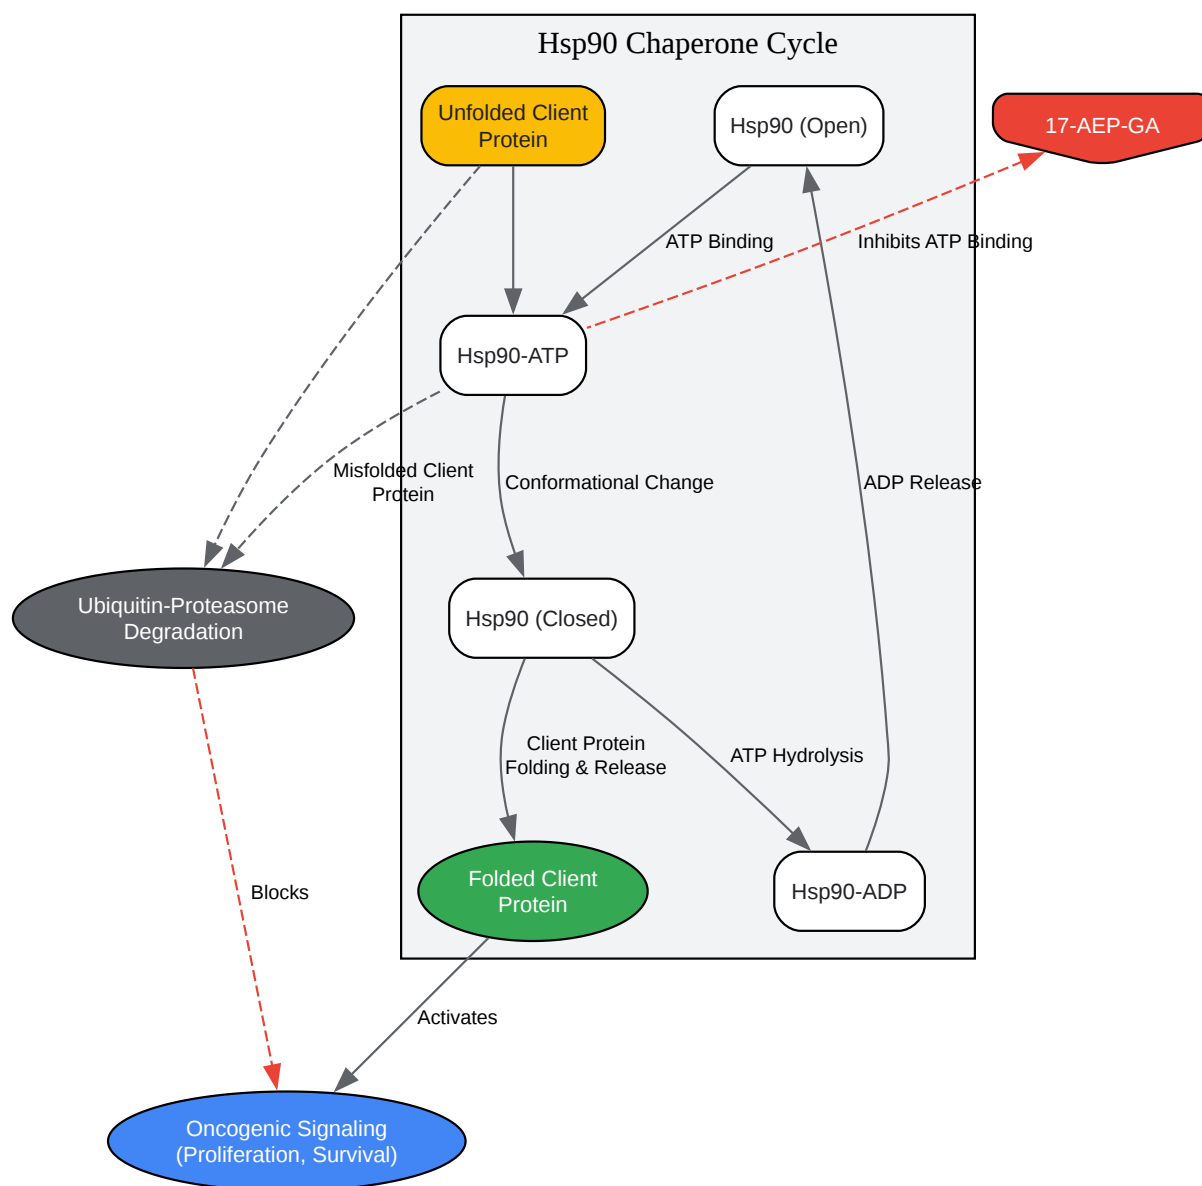 Hsp90 Chaperone Cycle
Unfolded Client
Protein
Hsp90 (Open)
17-AEP-GA
ATP Binding
Inhibits ATP Binding
Hsp90-ATP
Misfolded Client
Protein
Conformational Change
ADP Release
Ubiquitin-Proteasome
Degradation
Hsp90 (Closed)
Client Protein
Folding & Release
ATP Hydrolysis
Folded Client
Protein
Hsp90-ADP
Blocks
Activates
Oncogenic Signaling
(Proliferation, Survival)